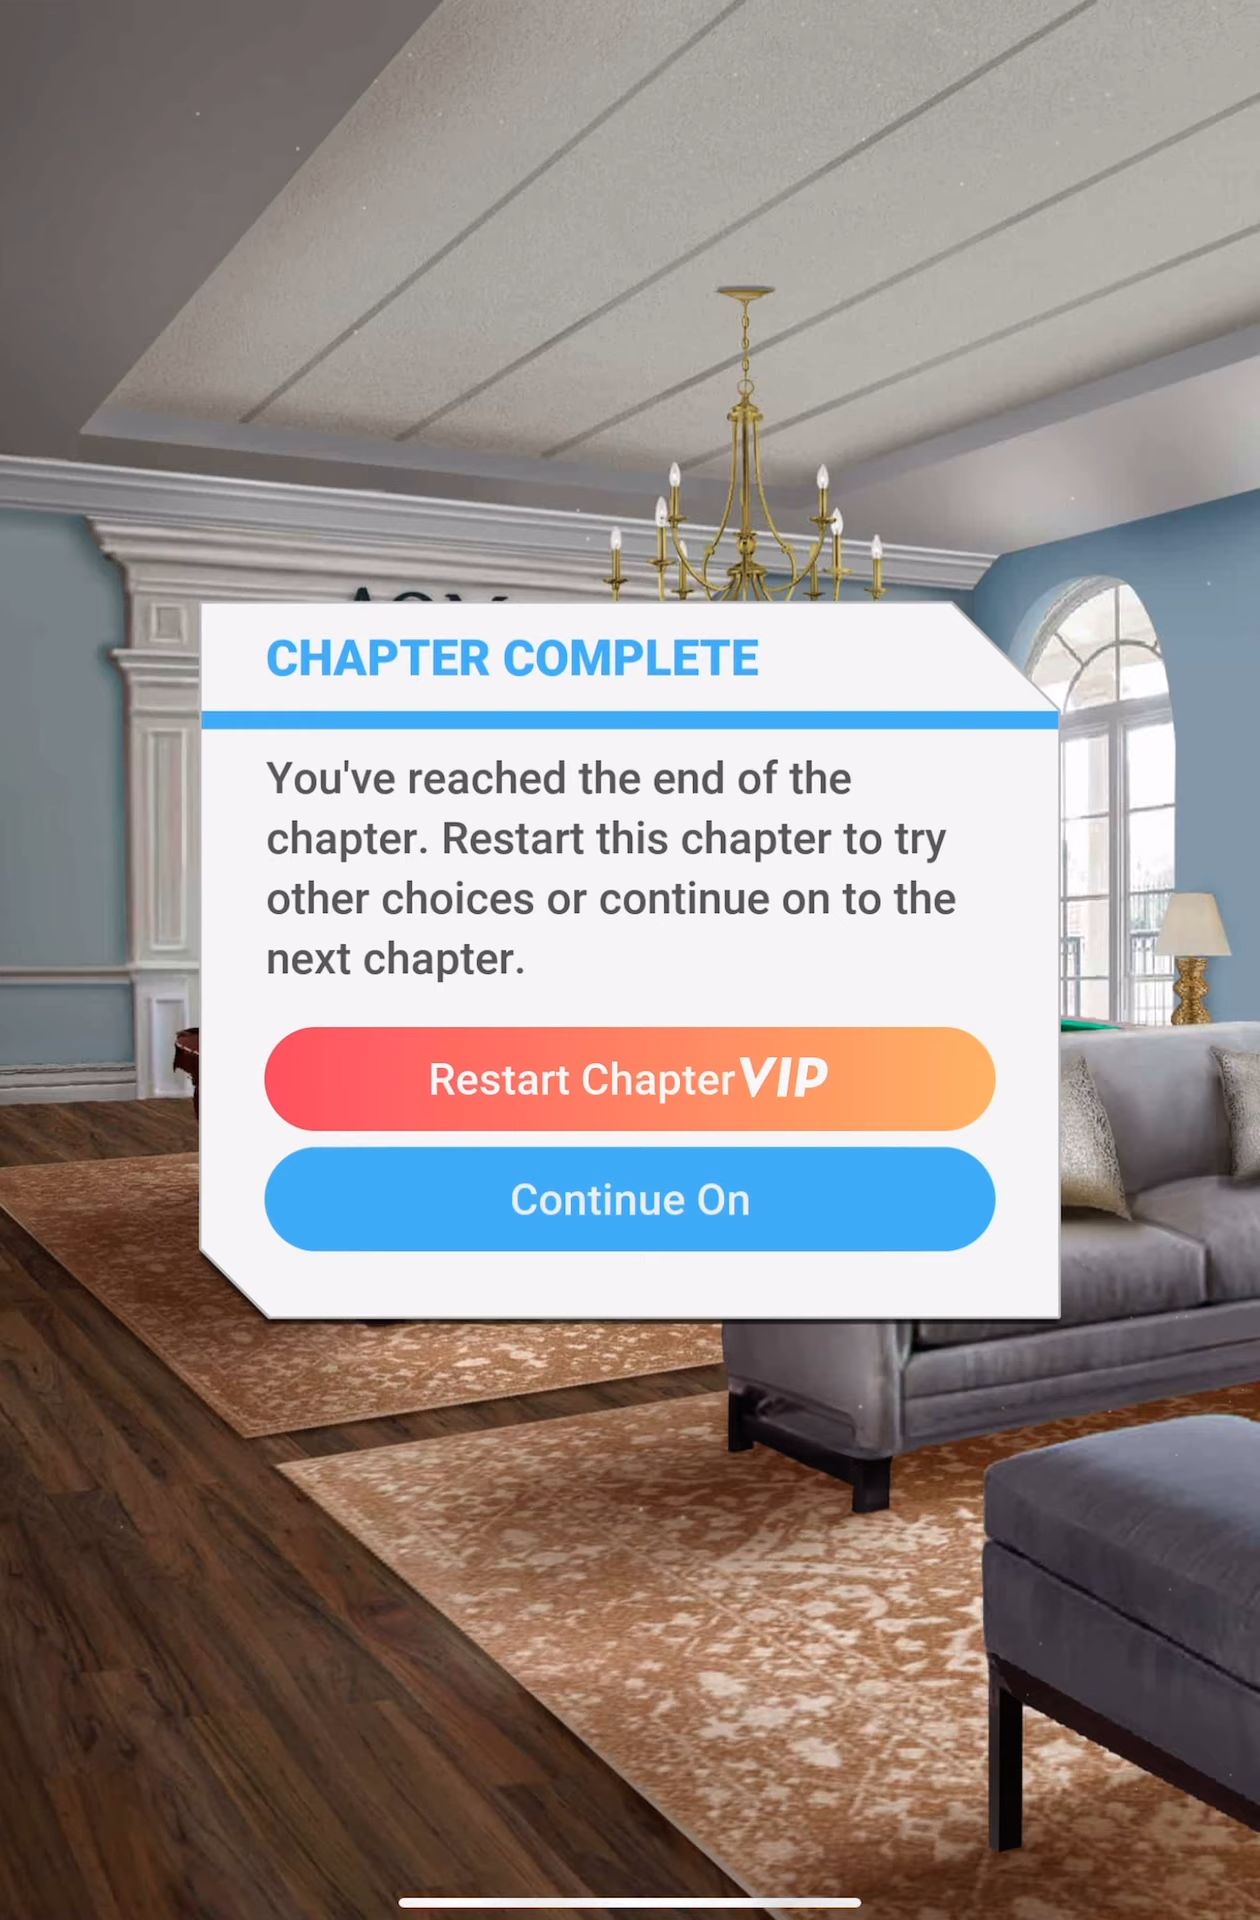 CHAPTER COMPLETE
You've reached the end of the
chapter. Restart this chapter to try
other choices or continue on to the
next chapter.
Restart Chapter VIP
Continue On